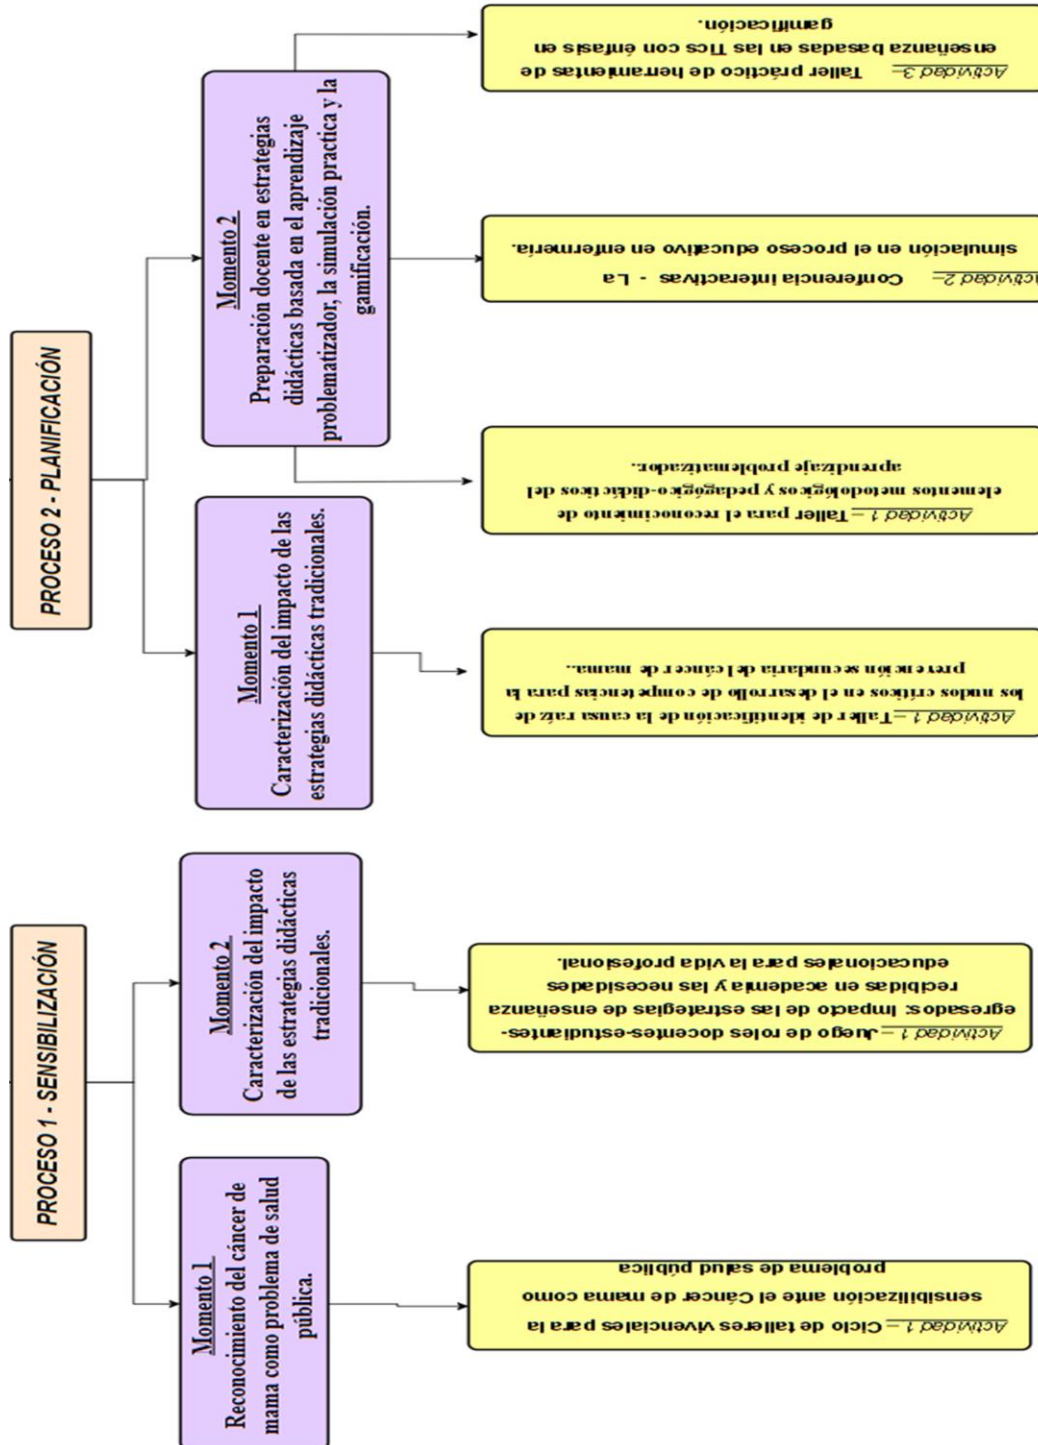 PROCESO 1 - SENSIBILIZACIÓN
Momento 1
Reconocimiento del cáncer de
mama como problema de salud
pública.
Actividad 1 – Ciclo de talleres vivenciales para la
sensibilización ante el Cáncer de mama como
problema de salud pública
Momento 2
Caracterización del impacto
de las estrategias didácticas
tradicionales.
Actividad 1 – Juego de roles docentes-estudiantes-
egresados: Impacto de las estrategias de enseñanza
recibidas en academia y las necesidades
educacionales para la vida profesional.
PROCESO 2 - PLANIFICACIÓN
Momento 1
Caracterización del impacto de las
estrategias didácticas tradicionales.
Actividad 1 – Taller de identificación de la causa raíz de
los nudos críticos en el desarrollo de competencias para la
prevención secundaria del cáncer de mama..
Momento 2
Preparación docente en estrategias
didácticas basada en el aprendizaje
problematizador, la simulación practica y la
gamificación.
Actividad 1 – Taller para el reconocimiento de
elementos metodológicos y pedagógico-didácticos del
aprendizaje problematizador.
Actividad 2– Conferencia interactivas - La
simulación en el proceso educativo en enfermería.
Actividad 3– Taller práctico de herramientas de
enseñanza basadas en las Tics con énfasis en
gamificación.